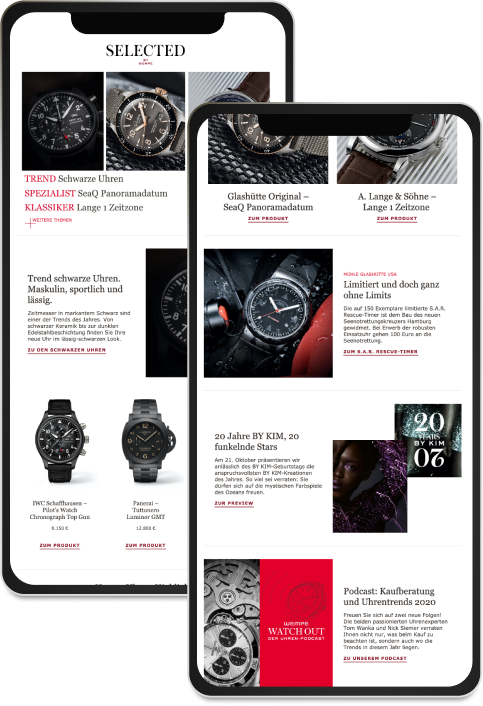 SELECTED
BY
WEMPE
TREND Schwarze Uhren
SPEZIALIST SeaQ Panoramadatum
KLASSIKER Lange 1 Zeitzone
WEITERE THEMEN
Trend schwarze Uhren.
Maskulin, sportlich und
lässig.
Zeitmesser in markantem Schwarz sind
einer der Trends des Jahres. Von
schwarzer Keramik bis zur dunklen
Edelstahlbeschichtung finden Sie Ihre
neue Uhr im lässig-schwarzen Look.
ZU DEN SCHWARZEN UHREN
IWC Schaffhausen –
Pilot's Watch
Chronograph Top Gun
6.150 €
ZUM PRODUKT
Panerai –
Tuttonero
Luminor GMT
12.800 €
ZUM PRODUKT
Glashütte Original –
SeaQ Panoramadatum
ZUM PRODUKT
A. Lange & Söhne –
Lange 1 Zeitzone
ZUM PRODUKT
MÜHLE GLASHÜTTE I/SA
Limitiert und doch ganz
ohne Limits
Die auf 150 Exemplare limitierte S.A.R.
Rescue-Timer ist dem Bau des neuen
Seenotrettungskreuzers Hamburg
gewidmet. Bei Erwerb der robusten
Einsatzuhr gehen 100 Euro an die
Seenotrettung.
ZUM S.A.R. RESCUE-TIMER
20 Jahre BY KIM, 20
funkelnde Stars
Am 21. Oktober präsentieren wir
anlässlich des BY KIM-Geburtstags die
anspruchvollsten BY KIM-Kreationen
des Jahres. So viel sei verraten: Sie
dürfen sich auf die mystischen Farbspiele
des Ozeans freuen.
ZUR PREVIEW
20
YEARS
BY KIM
20
WEMPE
WATCH OUT
DER UHREN-PODCAST
Podcast: Kaufberatung
und Uhrentrends 2020
Freuen Sie sich auf zwei neue Folgen!
Die beiden passionierten Uhrenexperten
Tom Wanka und Nick Siemer verraten
Ihnen nicht nur, was beim Kauf zu
beachten ist, sondern auch wo die
Trends in diesem Jahr liegen.
ZU UNSEREM PODCAST